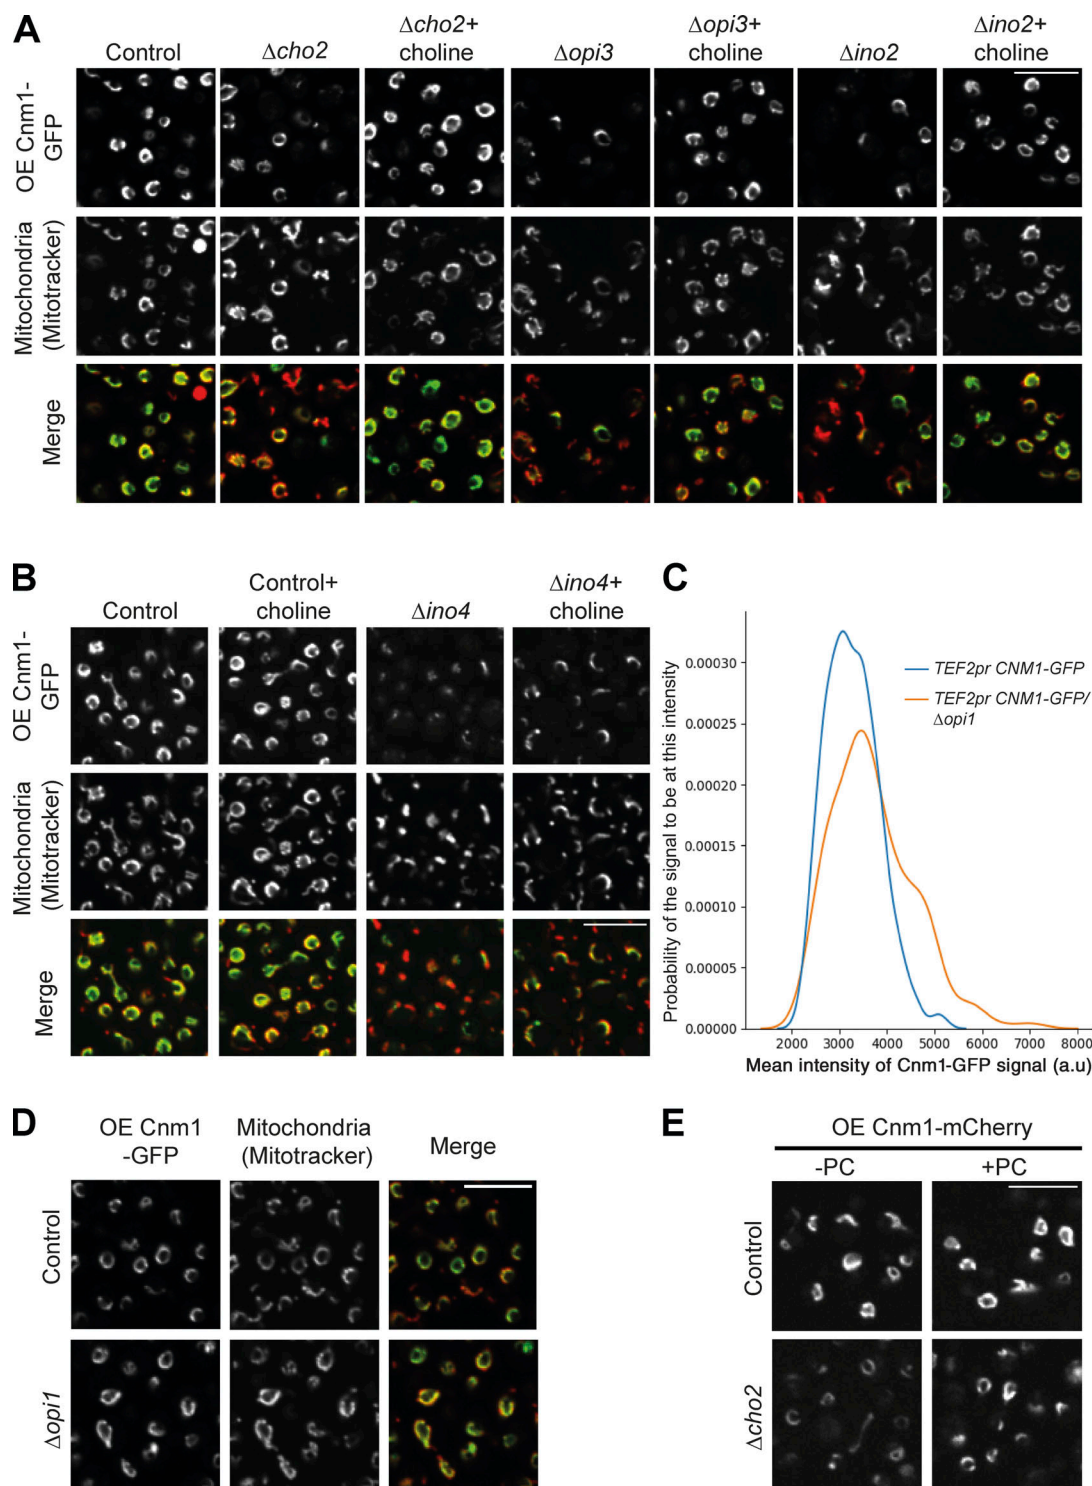 A
Control
Δcho2
Δcho2+
choline
Δopi3
Δopi3+
choline
Δino2
Δino2+
choline
OE Cnm1-
GFP
Mitochondria
(Mitotracker)
Merge
B
Control
Control+
choline
Δino4
Δino4+
choline
OE Cnm1-
GFP
Mitochondria
(Mitotracker)
Merge
C
Probability of the signal to be at this intensity
0.00030
0.00025
0.00020
0.00015
0.00010
0.00005
0.00000
TEF2pr CNM1-GFP
TEF2pr CNM1-GFP/
Δopi1
2000 3000 4000 5000 6000 7000 8000
Mean intensity of Cnm1-GFP signal (a.u)
D
OE Cnm1
-GFP
Mitochondria
(Mitotracker)
Merge
Control
Δopi1
E
OE Cnm1-mCherry
-PC
+PC
Control
Δcho2